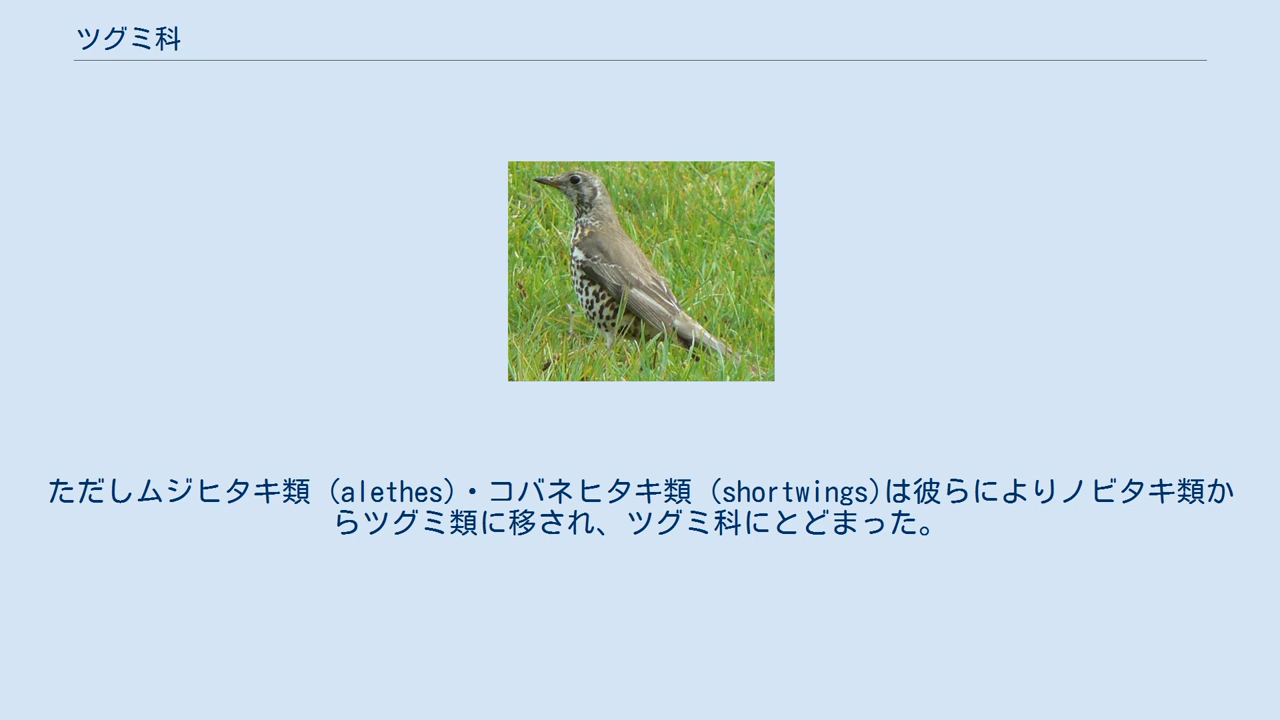 ツグミ科
ただしムジヒタキ類 (alethes)・コバネヒタキ類 (shortwings)は彼らによりノビタキ類か
らツグミ類に移され、ツグミ科にとどまった。